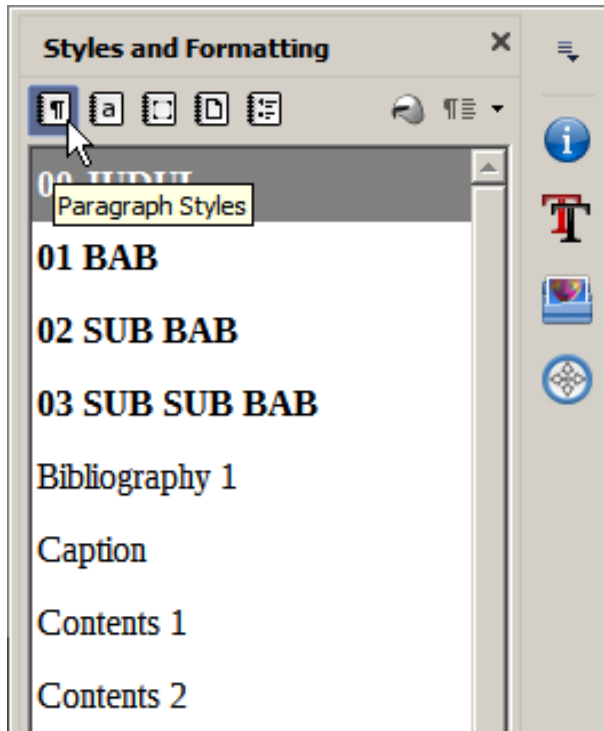 Styles and Formatting
Paragraph Styles
01 BAB
02 SUB BAB
03 SUB SUB BAB
Bibliography 1
Caption
Contents 1
Contents 2